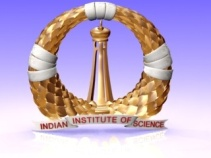 INDIAN INSTITUTE OF SCIENCE